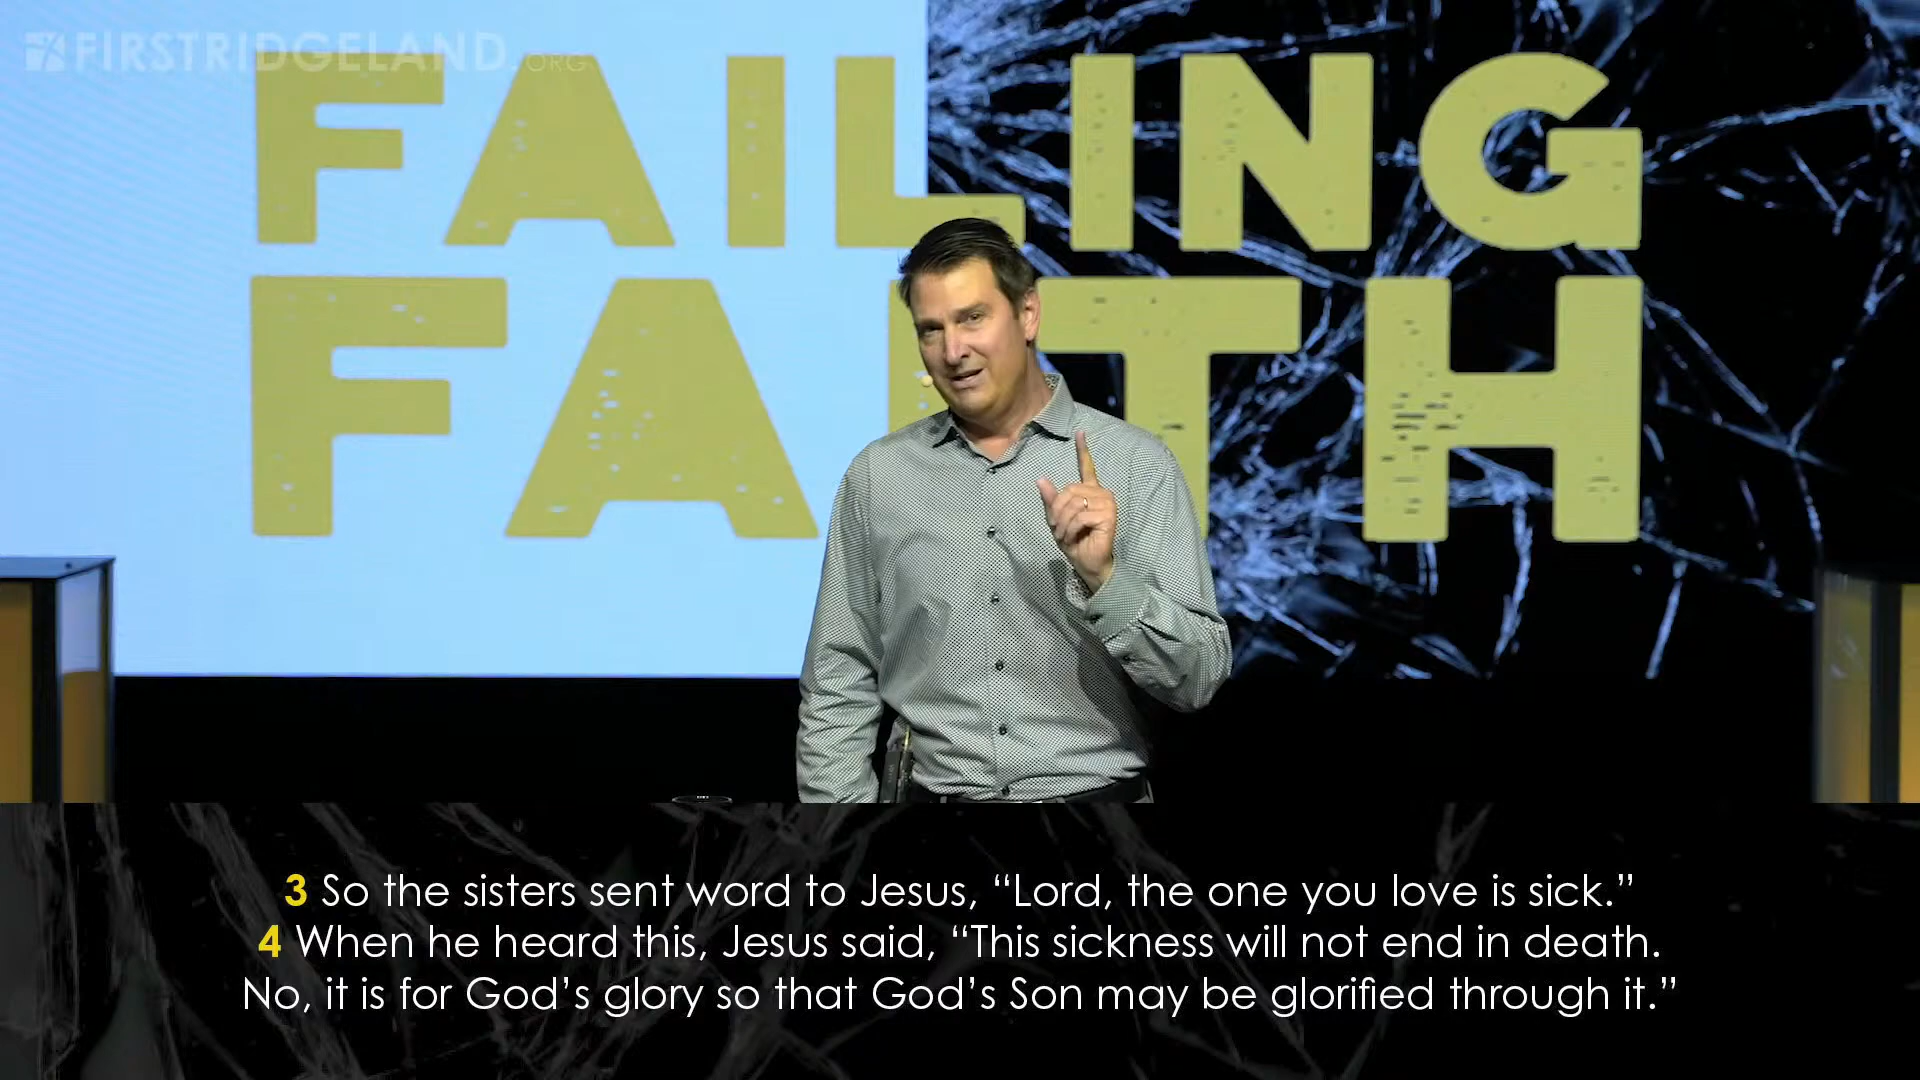 FIRSTRIDGELAND.ORG
FAILING
FAITH
3 So the sisters sent word to Jesus, “Lord, the one you love is sick.”
4 When he heard this, Jesus said, “This sickness will not end in death.
No, it is for God’s glory so that God’s Son may be glorified through it.”